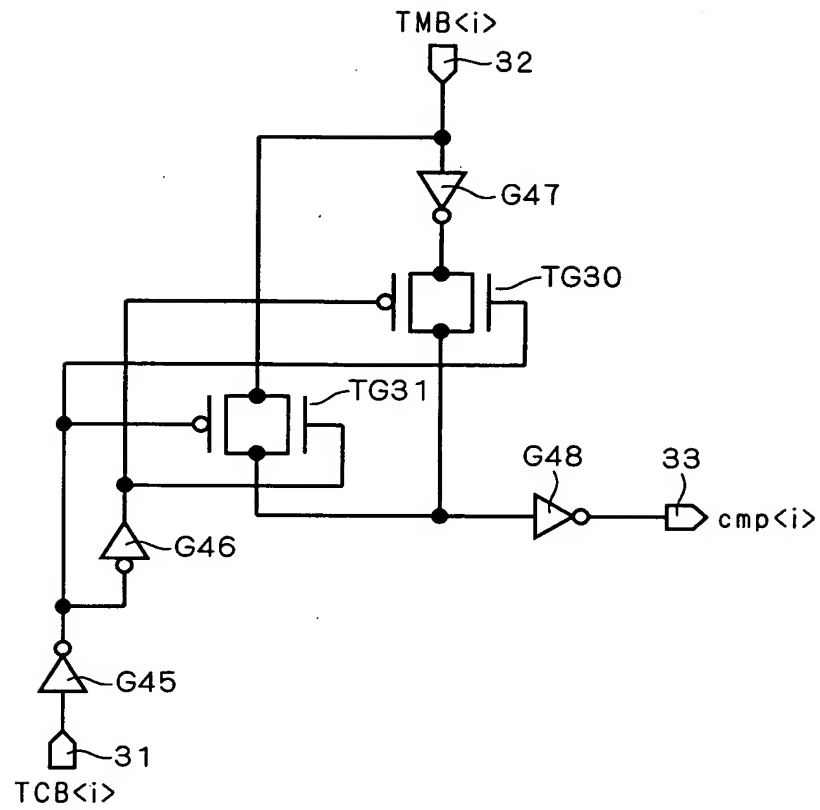 TMB<i>
32
G47
TG30
TG31
G48
33
cmp<i>
G46
G45
31
TCB<i>